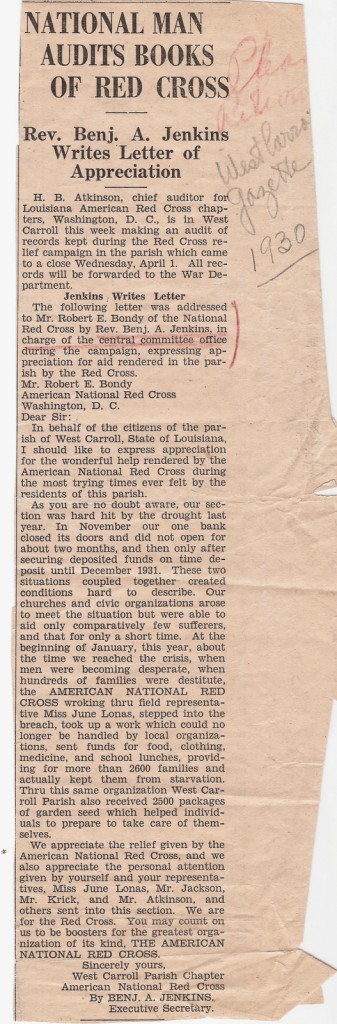 NATIONAL MAN
AUDITS BOOKS
OF RED CROSS
Rev. Benj. A. Jenkins
Writes Letter of
Appreciation
H. B. Atkinson, chief auditor for
Louisiana American Red Cross chap-
ters, Washington, D. C., is in West
Carroll this week making an audit of
records kept during the Red Cross re-
lief campaign in the parish which came
to a close Wednesday, April 1. All rec-
ords will be forwarded to the War De-
partment.
Jenkins Writes Letter
The following letter was addressed
to Mr. Robert E. Bondy of the National
Red Cross by Rev. Benj. A. Jenkins, in
charge of the central committee office
during the campaign, expressing ap-
preciation for aid rendered in the par-
ish by the Red Cross.
Mr. Robert E. Bondy
American National Red Cross
Washington, D. C.
Dear Sir:
In behalf of the citizens of the par-
ish of West Carroll, State of Louisiana,
I should like to express appreciation
for the wonderful help rendered by the
American National Red Cross during
the most trying times ever felt by the
residents of this parish.
As you are no doubt aware, our sec-
tion was hard hit by the drought last
year. In November our one bank
closed its doors and did not open for
about two months, and then only after
securing deposited funds on time de-
posit until December 1931. These two
situations coupled together created
conditions hard to describe. Our
churches and civic organizations arose
to meet the situation but were able to
aid only comparatively few sufferers,
and that for only a short time. At the
beginning of January, this year, about
the time we reached the crisis, when
men were becoming desperate, when
hundreds of families were destitute,
the AMERICAN NATIONAL RED
CROSS wroking thru field representa-
tive Miss June Lonas, stepped into the
breach, took up a work which could no
longer be handled by local organiza-
tions, sent funds for food, clothing,
medicine, and school lunches, provid-
ing for more than 2600 families and
actually kept them from starvation.
Thru this same organization West Car-
roll Parish also received 2500 packages
of garden seed which helped individ-
uals to prepare to take care of them-
selves.
We appreciate the relief given by the
American National Red Cross, and we
also appreciate the personal attention
given by yourself and your representa-
tives, Miss June Lonas, Mr. Jackson,
Mr. Krick, and Mr. Atkinson, and
others sent into this section. We are
for the Red Cross. You may count on
us to be boosters for the greatest organ-
ization of its kind, THE AMERICAN
NATIONAL RED CROSS.
Sincerely yours,
West Carroll Parish Chapter
American National Red Cross
By BENJ. A. JENKINS,
Executive Secretary.
West
Gazette
1930